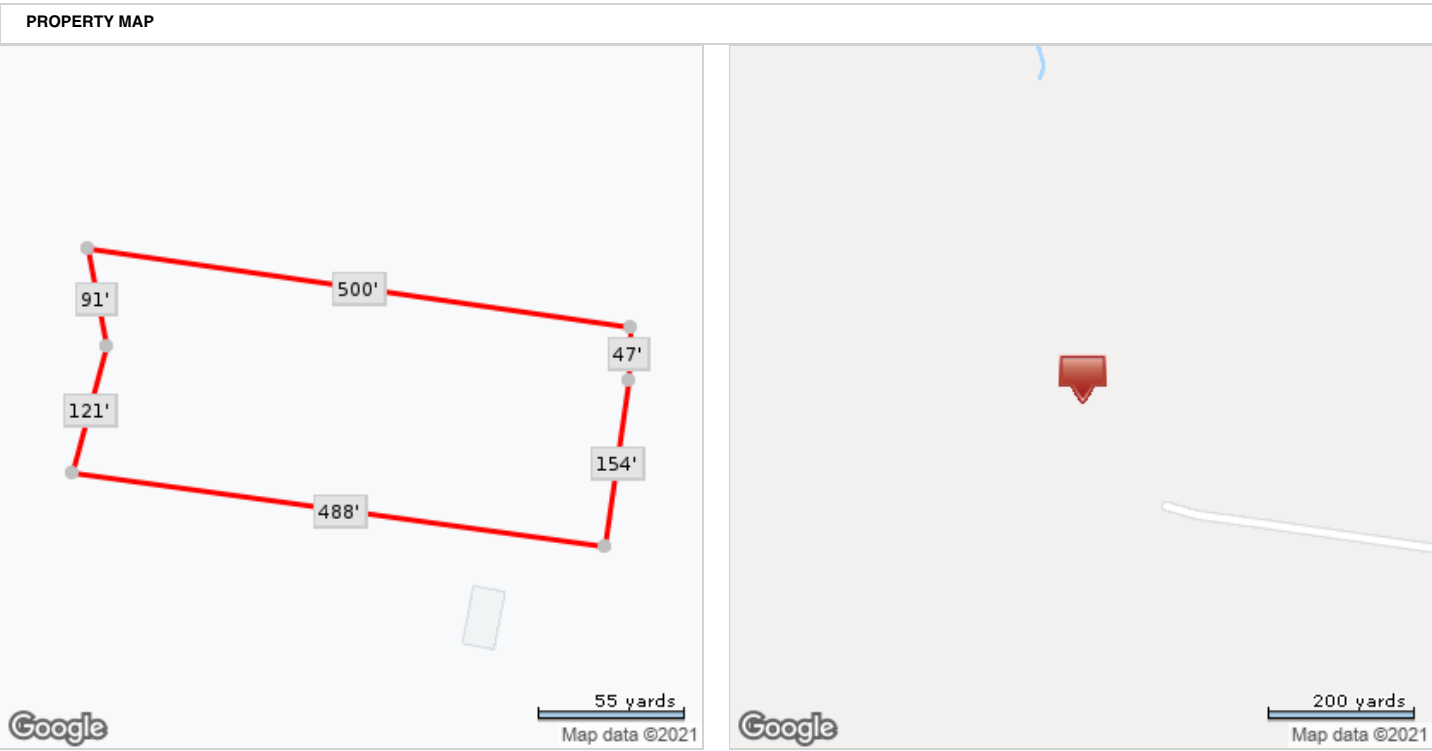 PROPERTY MAP
500'
91'
47'
121'
154'
488'
55 yards
Google
Map data ©2021
200 yards
Google
Map data ©2021